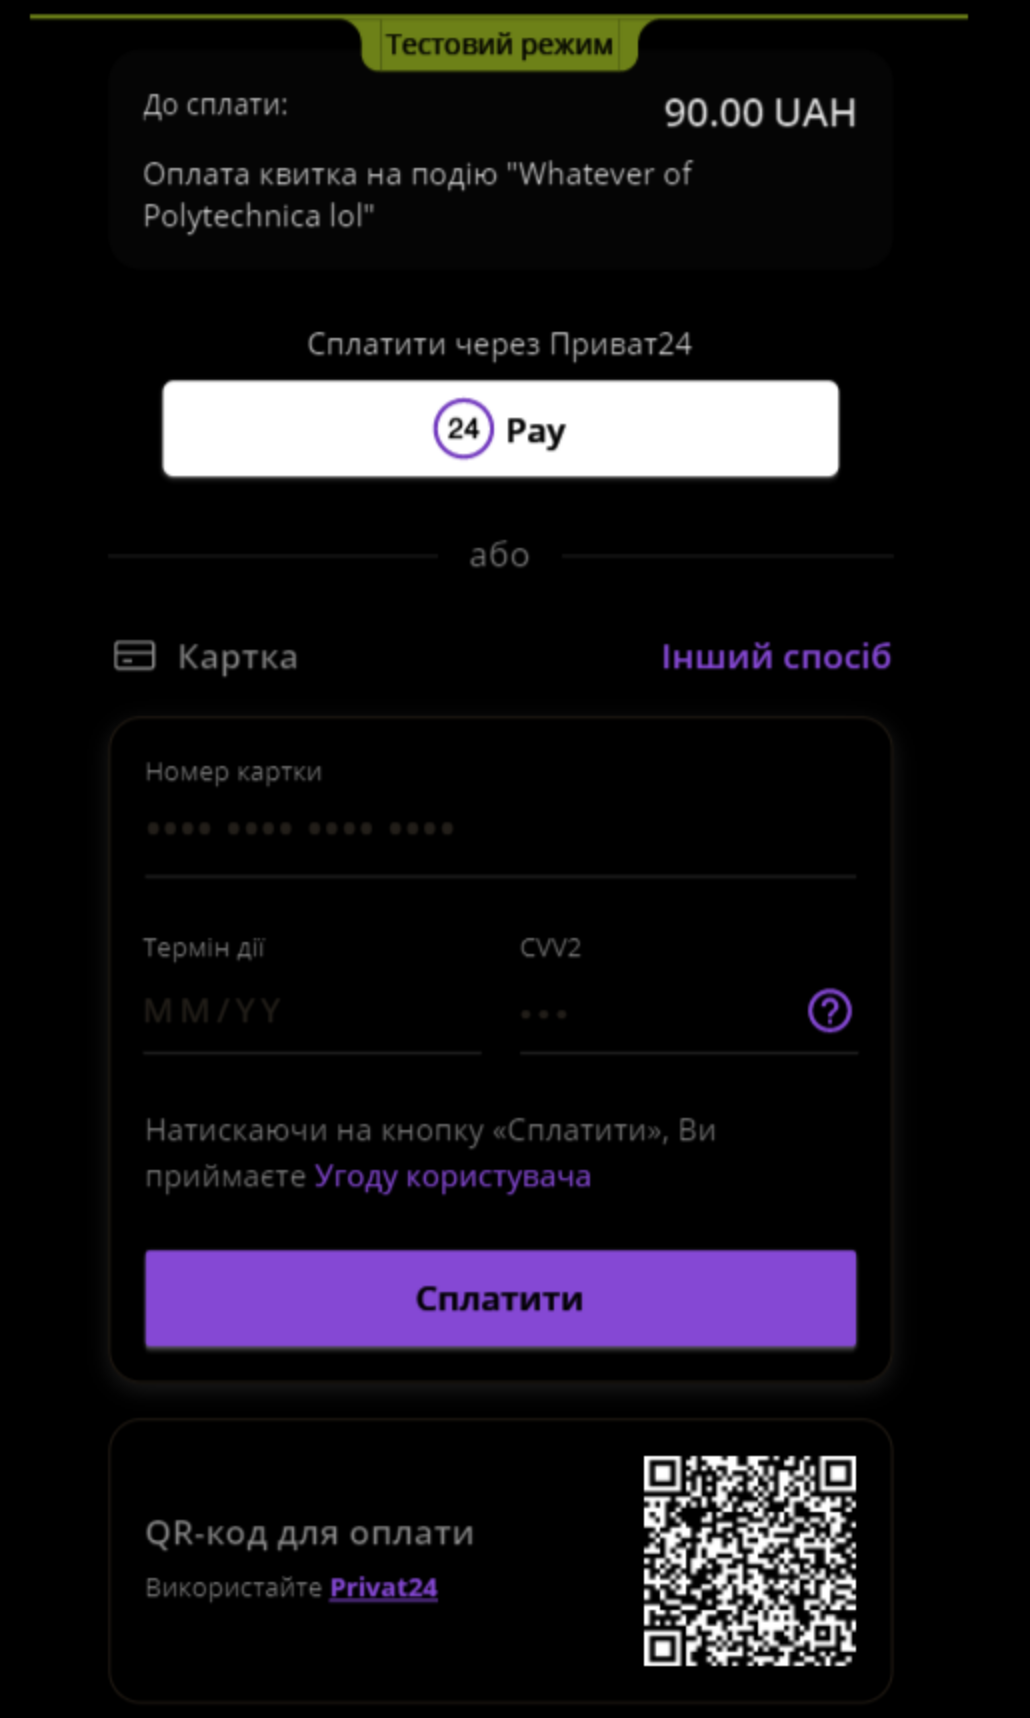 Тестовий режим
До сплати:
90.00 UAH
Оплата квитка на подію "Whatever of
Polytechnica lol"
Сплатити через Приват24
24 Pay
або
Картка
Інший спосіб
Номер картки
•••• •••• •••• ••••
Термін дії
CVV2
MM/YY
•••
?
Натискаючи на кнопку «Сплатити», Ви
приймаєте Угоду користувача
Сплатити
QR-код для оплати
Використайте Privat24